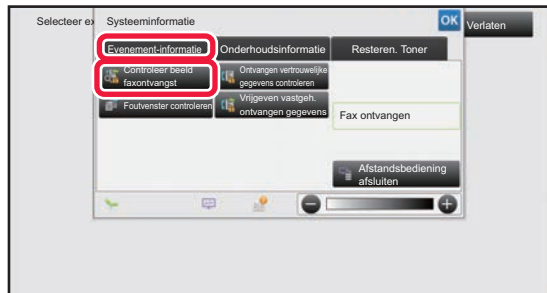 Selecteer ex
Systeeminformatie
OK
Verlaten
Evenement-informatie
Onderhoudsinformatie
Resteren. Toner
Controleer beeld
faxontvangst
Ontvangen vertrouwelijke
gegevens controleren
Foutvenster controleren
Vrijgeven vastgeh.
ontvangen gegevens
Fax ontvangen
Afstandsbediening
afsluiten